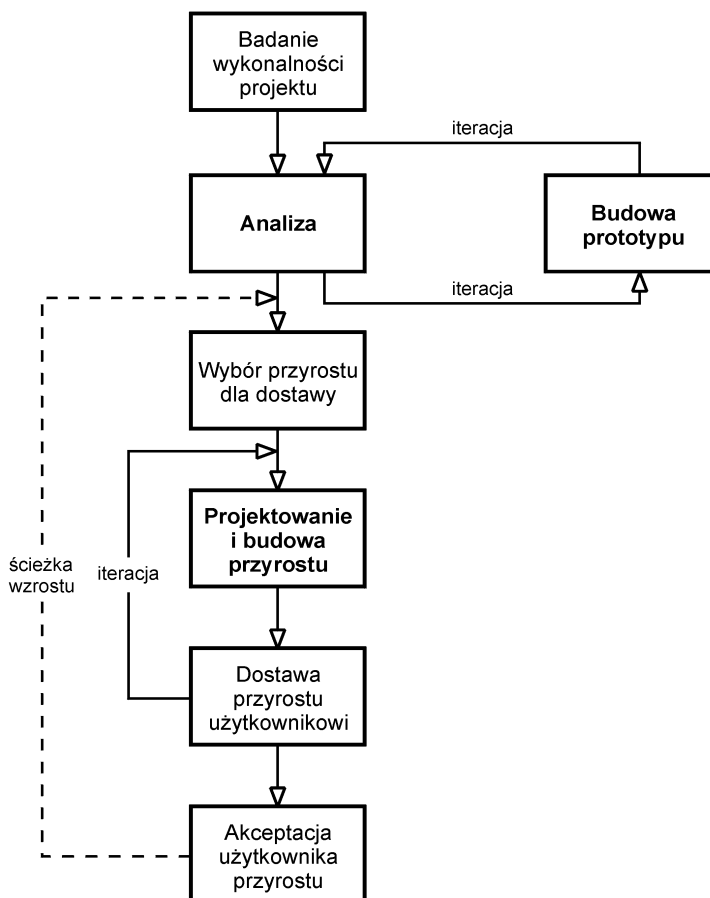 Badanie
wykonalności
projektu
iteracja
Analiza
Budowa
prototypu
iteracja
Wybór przyrostu
dla dostawy
Projektowanie
i budowa
przyrostu
ścieżka
wzrostu
iteracja
Dostawa
przyrostu
użytkownikowi
Akceptacja
użytkownika
przyrostu